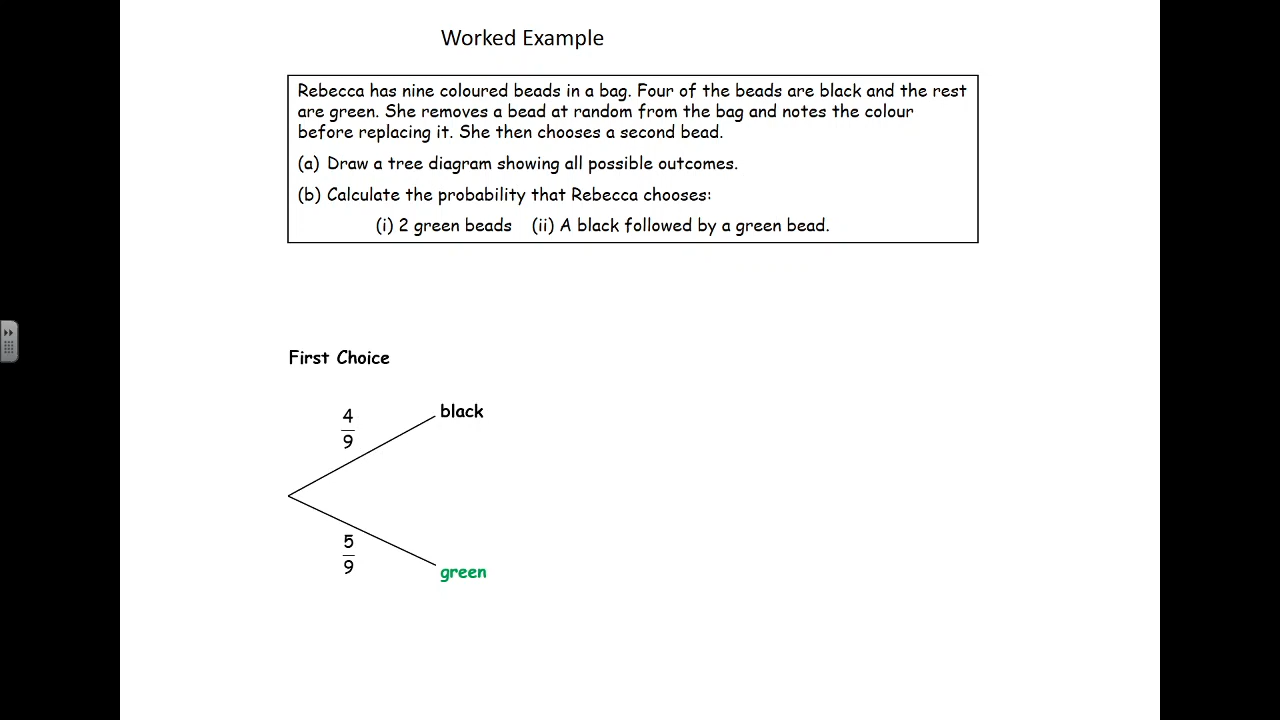 Worked Example
Rebecca has nine coloured beads in a bag. Four of the beads are black and the rest
are green. She removes a bead at random from the bag and notes the colour
before replacing it. She then chooses a second bead.
(a) Draw a tree diagram showing all possible outcomes.
(b) Calculate the probability that Rebecca chooses:
(i) 2 green beads (ii) A black followed by a green bead.
First Choice
4
9
black
5
9
green